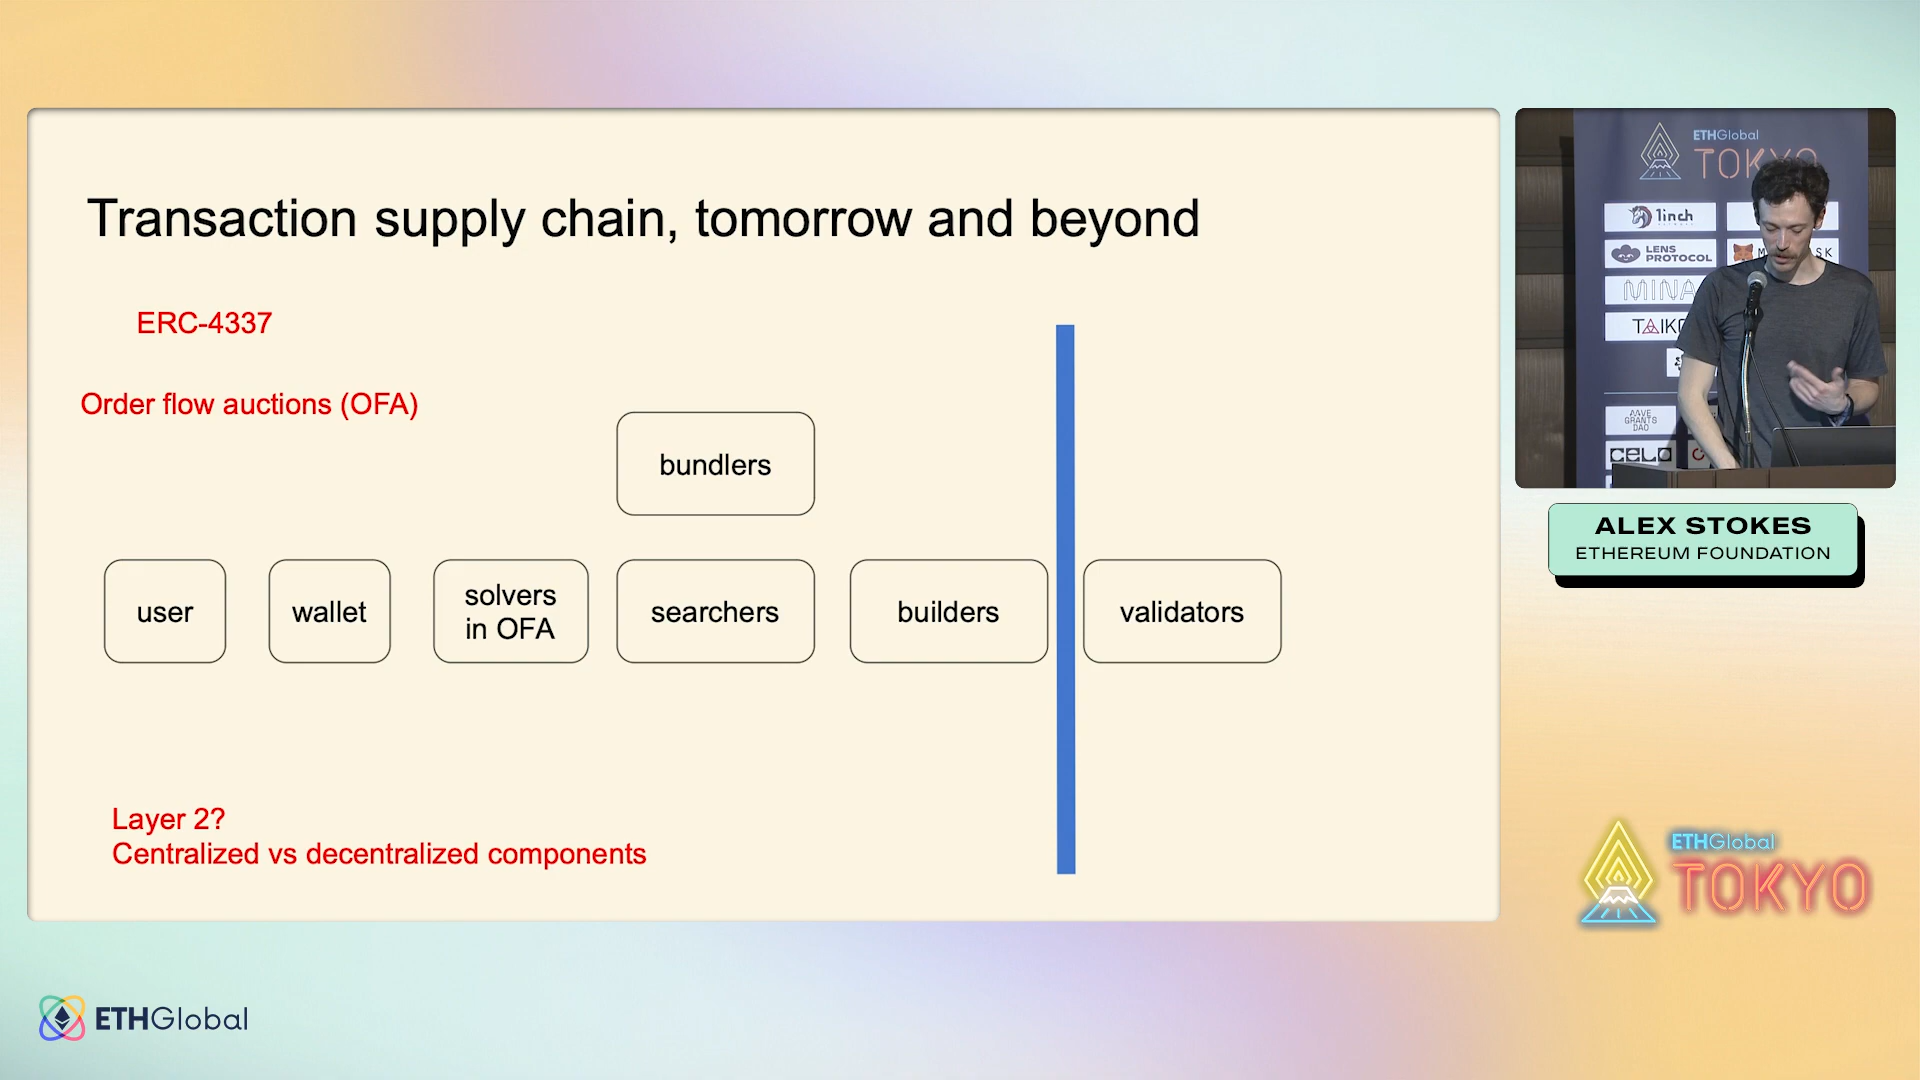 Transaction supply chain, tomorrow and beyond
ERC-4337
Order flow auctions (OFA)
bundlers
user
wallet
solvers
in OFA
searchers
builders
validators
Layer 2?
Centralized vs decentralized components
ETHGlobal
TOKYO
1inch
LENS
PROTOCOL
MINA
AAVE
GRANTS
DAO
CELO
ALEX STOKES
ETHEREUM FOUNDATION
ETHGlobal
TOKYO
ETHGlobal